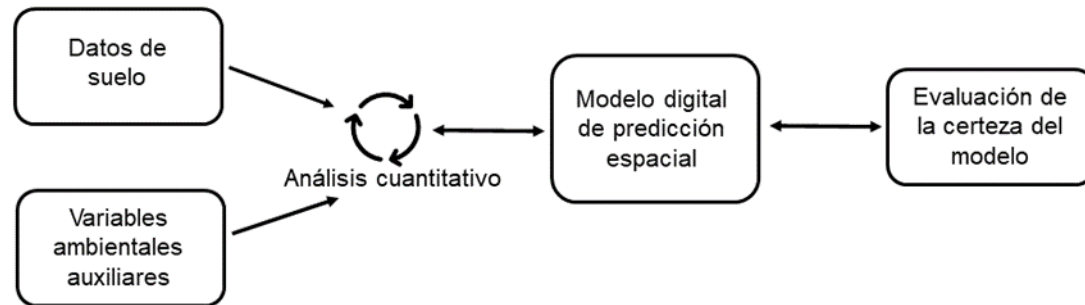 Datos de
suelo
Variables
ambientales
auxiliares
Análisis cuantitativo
Modelo digital
de predicción
espacial
Evaluación de
la certeza del
modelo